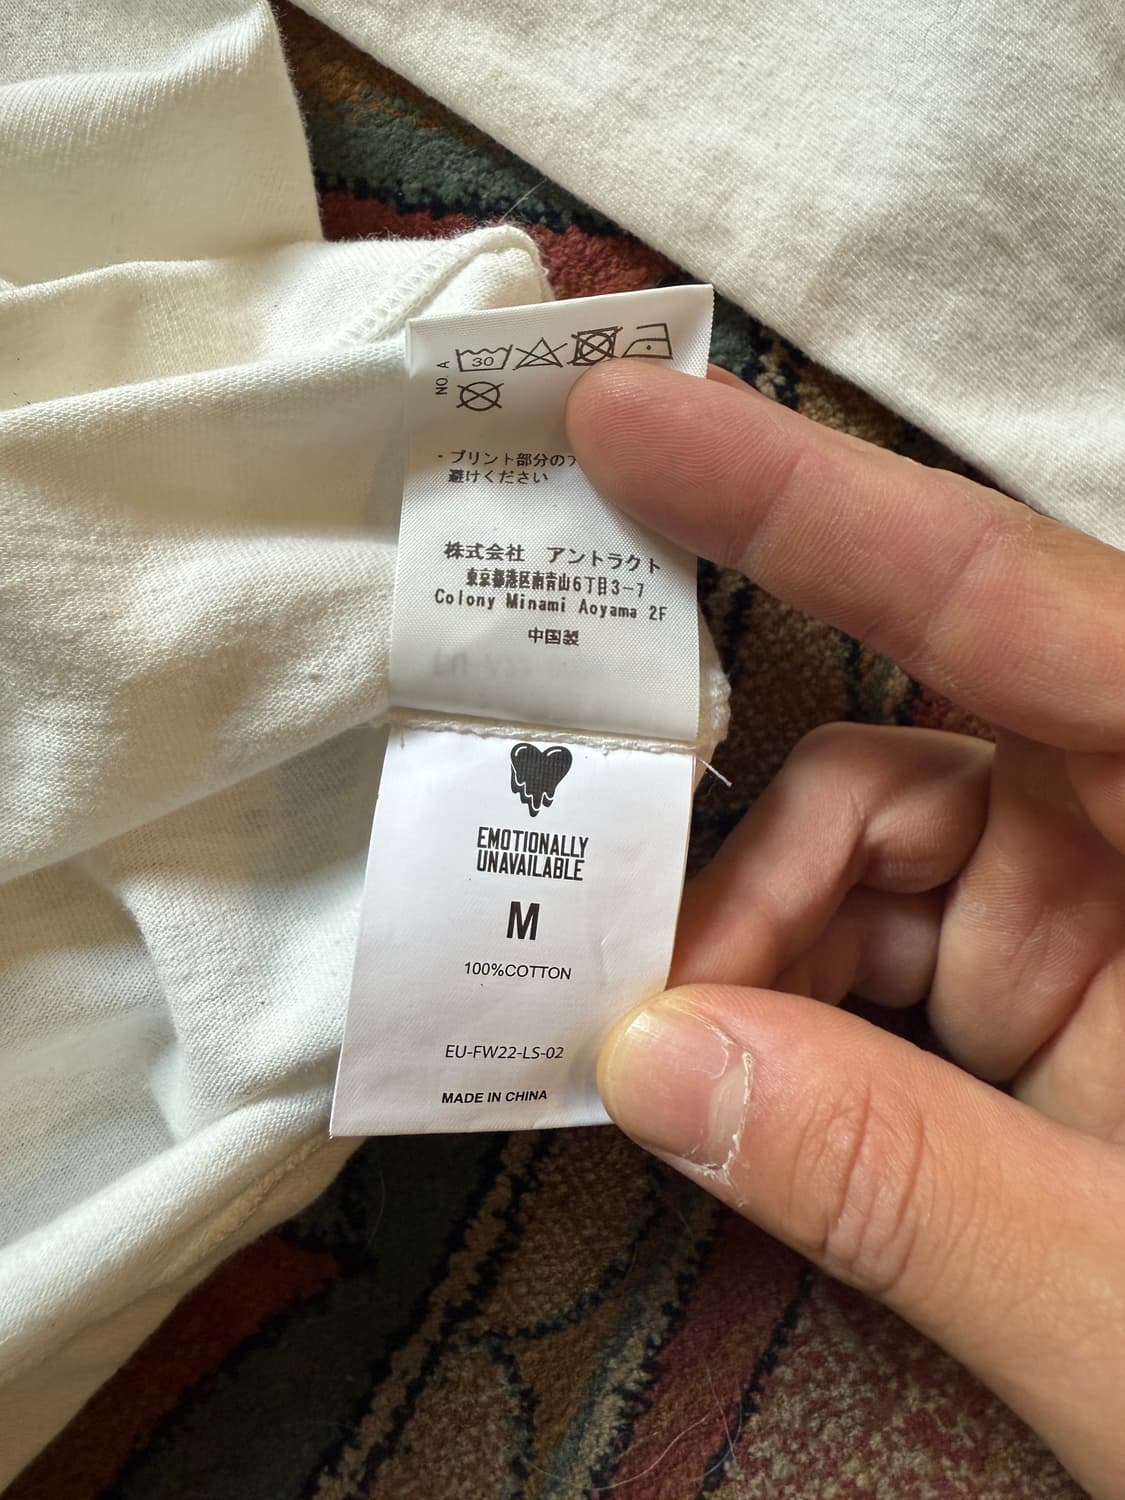 NO. A
30
・プリント部分の
避けください
株式会社 アントラクト
東京都港区南青山6丁目3-7
Colony Minami Aoyama 2F
中国製
EMOTIONALLY
UNAVAILABLE
M
100%COTTON
EU-FW22-LS-02
MADE IN CHINA